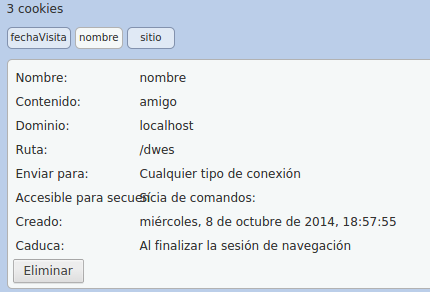 3 cookies
fechaVisita nombre sitio
Nombre: nombre
Contenido: amigo
Dominio: localhost
Ruta: /dwes
Enviar para: Cualquier tipo de conexión
Accesible para secuencia de comandos: Sí
Creado: miércoles, 8 de octubre de 2014, 18:57:55
Caduca: Al finalizar la sesión de navegación
Eliminar